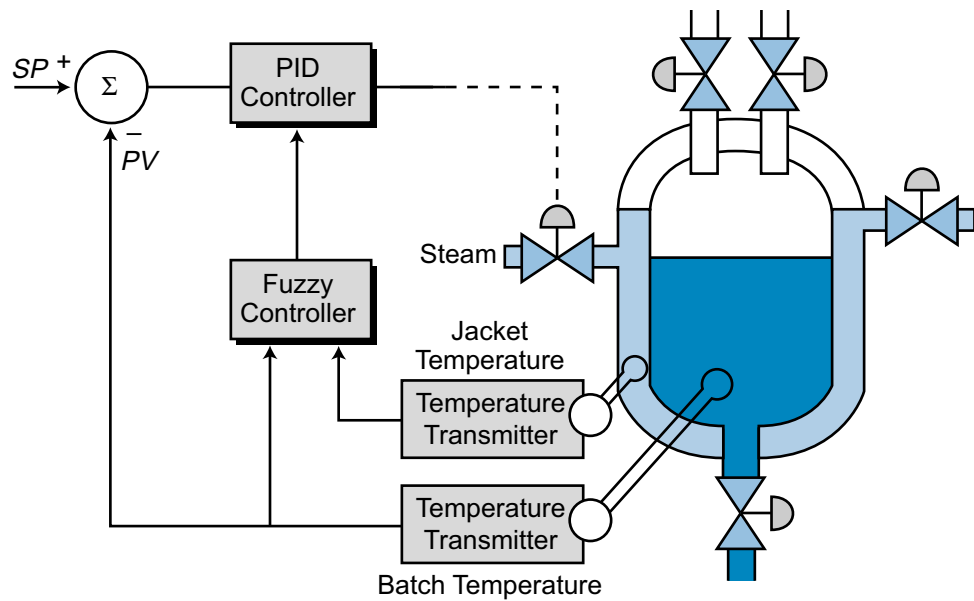 SP +
Σ
−
PV
PID
Controller
Steam
Fuzzy
Controller
Jacket
Temperature
Temperature
Transmitter
Temperature
Transmitter
Batch Temperature